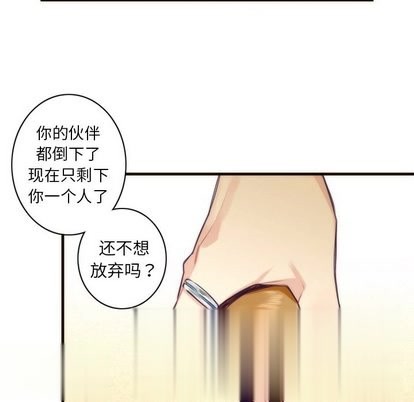 你的伙伴
都倒下了
现在只剩下
你一个人了
还不想
放弃吗？